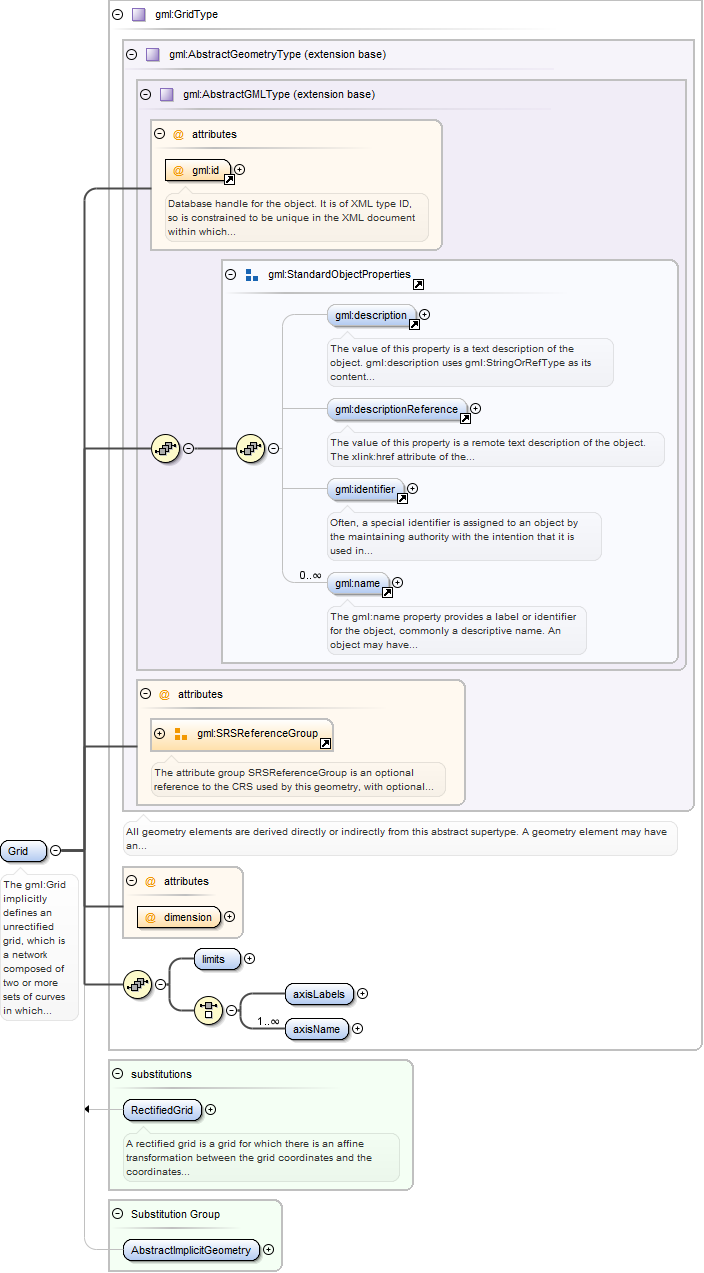 gml:GridType
gml:AbstractGeometryType (extension base)
gml:AbstractGMLType (extension base)
@ attributes
@ gml:id
Database handle for the object. It is of XML type ID,
so is constrained to be unique in the XML document
within which...
gml:StandardObjectProperties
gml:description
The value of this property is a text description of the
object. gml:description uses gml:StringOrRefType as its
content...
gml:descriptionReference
The value of this property is a remote text description of the object.
The xlink:href attribute of the...
gml:identifier
Often, a special identifier is assigned to an object by
the maintaining authority with the intention that it is
used in...
0..∞
gml:name
The gml:name property provides a label or identifier
for the object, commonly a descriptive name. An
object may have...
@ attributes
gml:SRSReferenceGroup
The attribute group SRSReferenceGroup is an optional
reference to the CRS used by this geometry, with optional...
All geometry elements are derived directly or indirectly from this abstract supertype. A geometry element may have
an...
Grid
The gml:Grid
implicitly
defines an
unrectified
grid, which is
a network
composed of
two or more
sets of curves
in which...
@ attributes
@ dimension
limits
axisLabels
1..∞
axisName
substitutions
RectifiedGrid
A rectified grid is a grid for which there is an affine
transformation between the grid coordinates and the
coordinates...
Substitution Group
AbstractImplicitGeometry